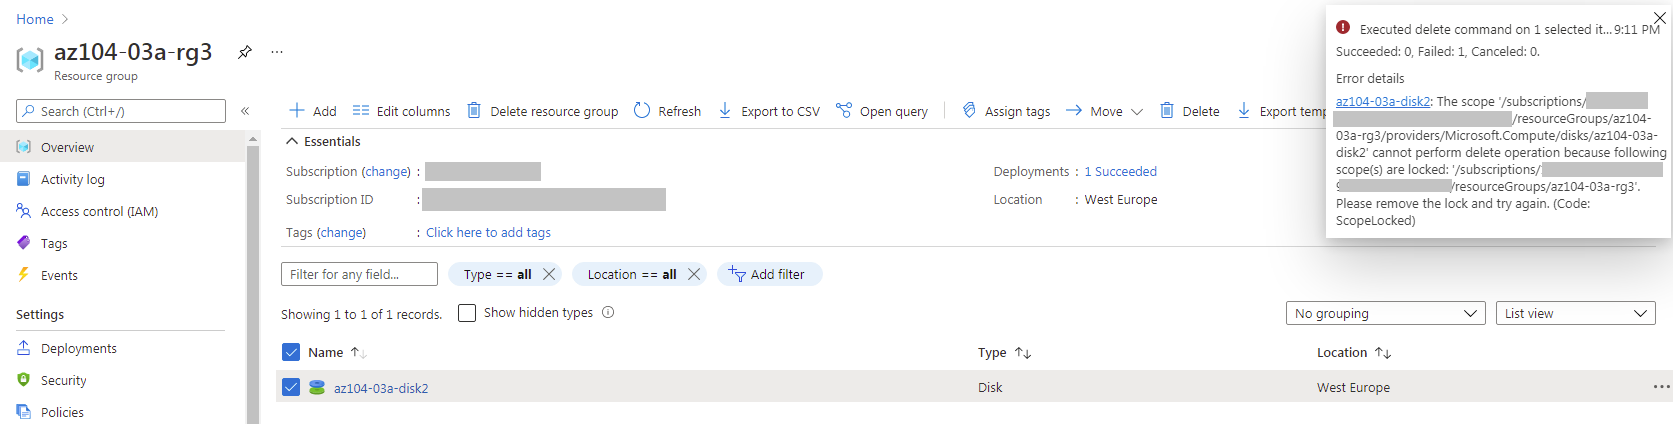 Home
az104-03a-rg3
Resource group
Search (Ctrl+/)
Overview
Activity log
Access control (IAM)
Tags
Events
Settings
Deployments
Security
Policies
Add Edit columns Delete resource group Refresh Export to CSV Open query Assign tags Move Delete Export temp
Essentials
Subscription (change) :
Subscription ID :
Tags (change) : Click here to add tags
Deployments : 1 Succeeded
Location : West Europe
Filter for any field... Type == all Location == all Add filter
Showing 1 to 1 of 1 records. Show hidden types
No grouping List view
Name Type Location
az104-03a-disk2 Disk West Europe
Executed delete command on 1 selected it... 9:11 PM
Succeeded: 0, Failed: 1, Canceled: 0.
Error details
az104-03a-disk2: The scope '/subscriptions/
/resourceGroups/az104-
03a-rg3/providers/Microsoft.Compute/disks/az104-03a-
disk2' cannot perform delete operation because following
scope(s) are locked: '/subscriptions/
/resourceGroups/az104-03a-rg3'.
Please remove the lock and try again. (Code:
ScopeLocked)